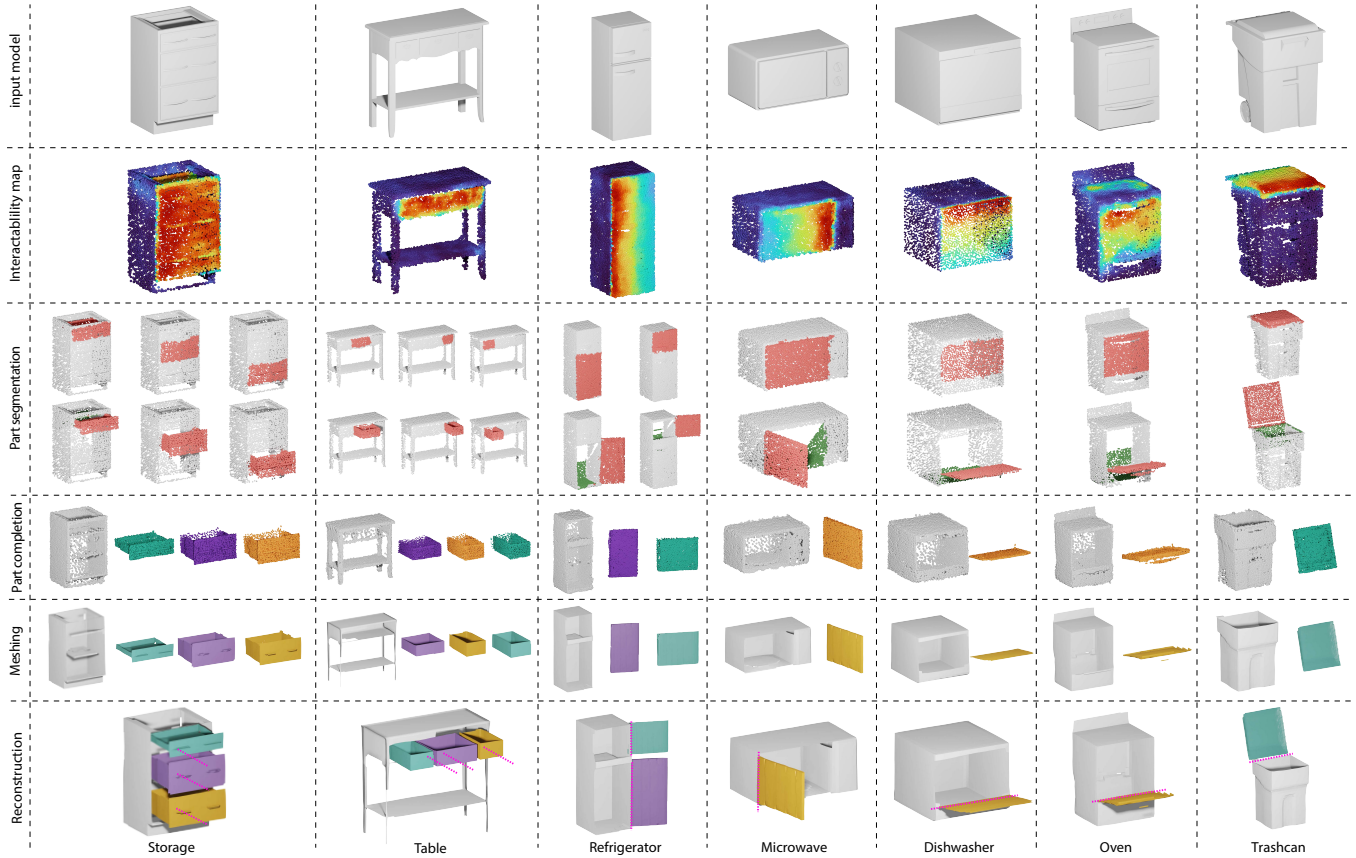 input model
Interactability map
Part segmentation
Part completion
Meshing
Reconstruction
Storage
Table
Refrigerator
Microwave
Dishwasher
Oven
Trashcan